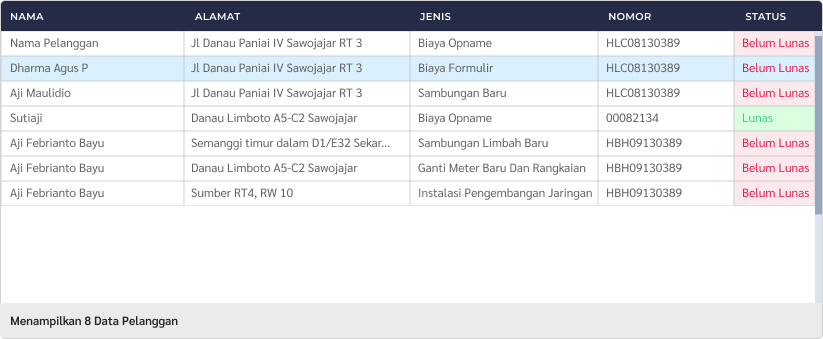 NAMA ALAMAT JENIS NOMOR STATUS
Nama Pelanggan Jl Danau Paniai IV Sawojajar RT 3 Biaya Opname HLC08130389 Belum Lunas
Dharma Agus P Jl Danau Paniai IV Sawojajar RT 3 Biaya Formulir HLC08130389 Belum Lunas
Aji Maulidio Jl Danau Paniai IV Sawojajar RT 3 Sambungan Baru HLC08130389 Belum Lunas
Sutiaji Danau Limboto A5-C2 Sawojajar Biaya Opname 00082134 Lunas
Aji Febrianto Bayu Semanggi timur dalam D1/E32 Sekar... Sambungan Limbah Baru HBH09130389 Belum Lunas
Aji Febrianto Bayu Danau Limboto A5-C2 Sawojajar Ganti Meter Baru Dan Rangkaian HBH09130389 Belum Lunas
Aji Febrianto Bayu Sumber RT4, RW 10 Instalasi Pengembangan Jaringan HBH09130389 Belum Lunas
Menampilkan 8 Data Pelanggan